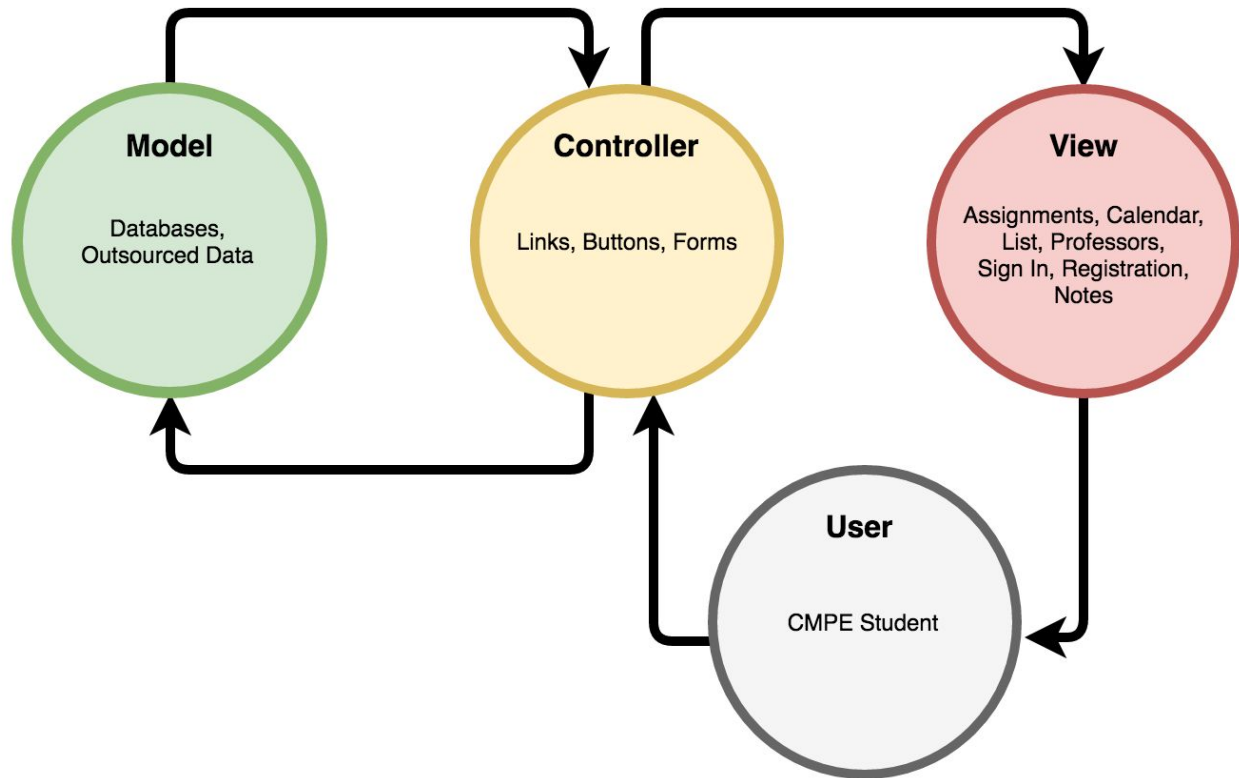 Model
Databases,
Outsourced Data
Controller
Links, Buttons, Forms
View
Assignments, Calendar,
List, Professors,
Sign In, Registration,
Notes
User
CMPE Student